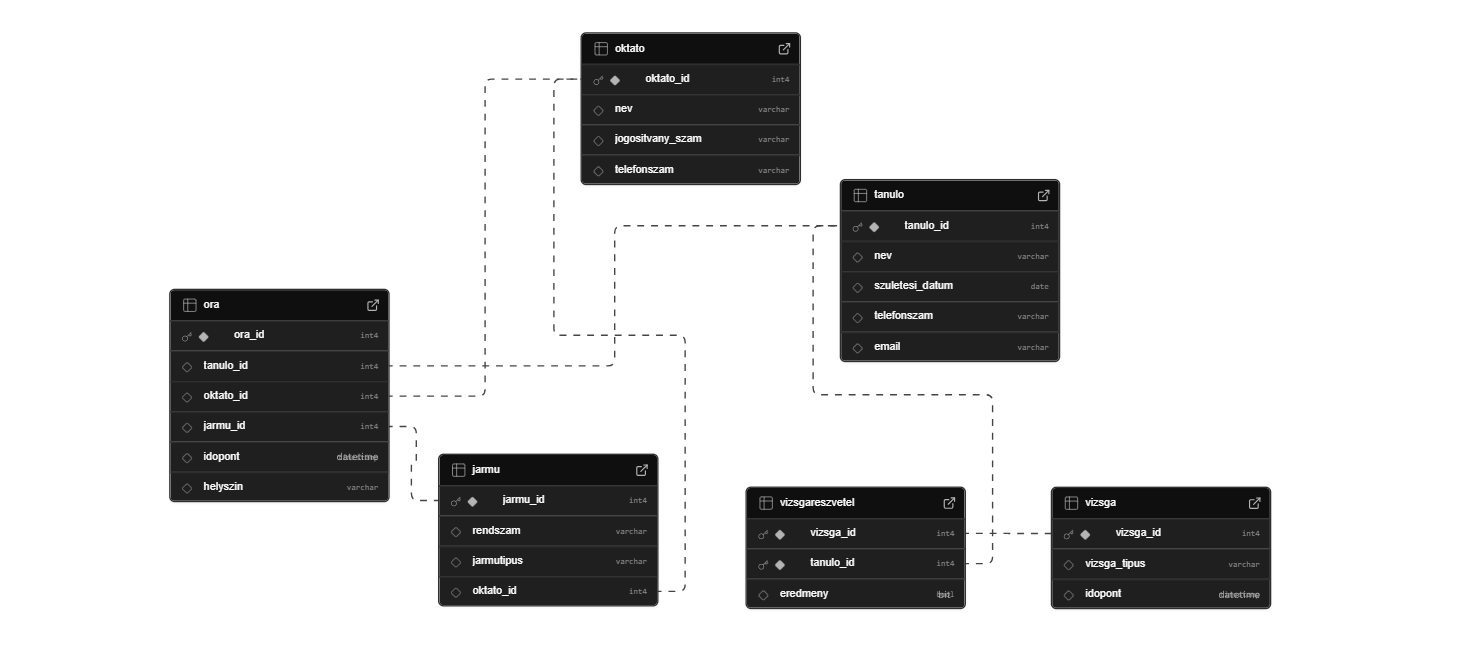 oktato
oktato_id int4
nev varchar
jogositvany_szam varchar
telefonszam varchar
tanulo
tanulo_id int4
nev varchar
szuletesi_datum date
telefonszam varchar
email varchar
ora
ora_id int4
tanulo_id int4
oktato_id int4
jarmu_id int4
idopont datetime
helyszin varchar
jarmu
jarmu_id int4
rendszam varchar
jarmutipus varchar
oktato_id int4
vizsgareszvetel
vizsga_id int4
tanulo_id int4
eredmeny bit
vizsga
vizsga_id int4
vizsga_tipus varchar
idopont datetime